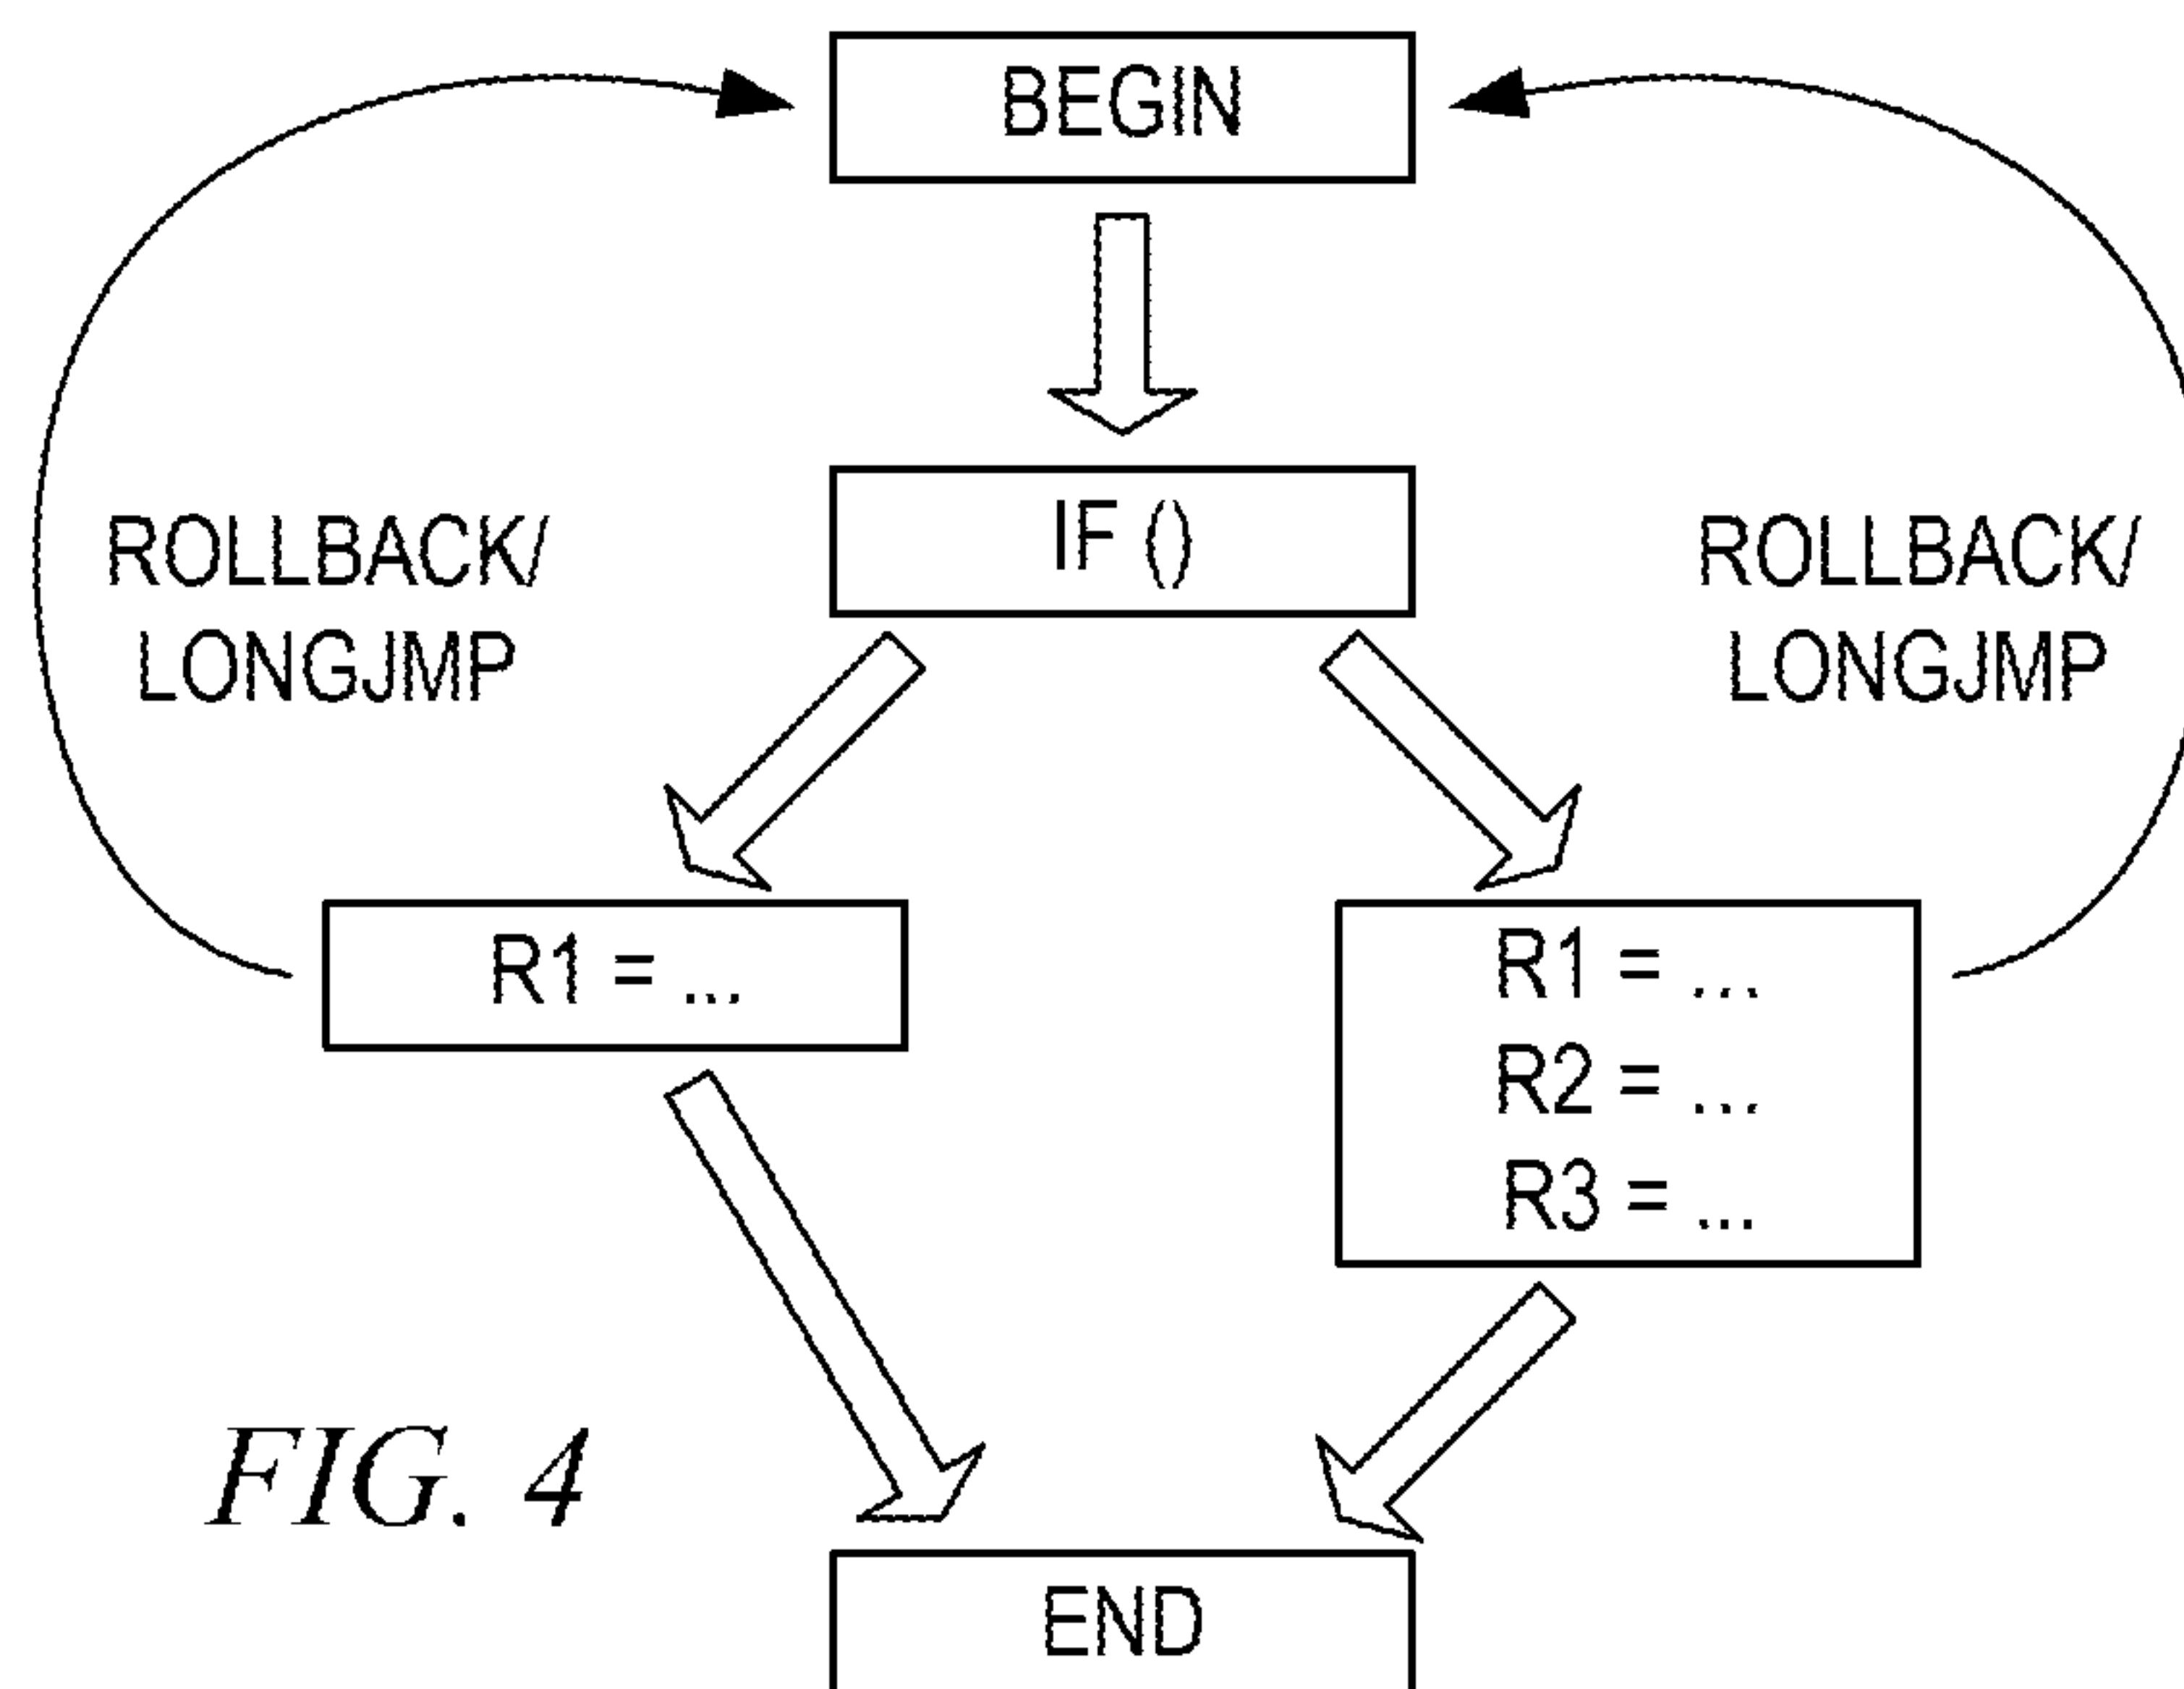 BEGIN
IF ()
ROLLBACK/
LONGJMP
ROLLBACK/
LONGJMP
R1 = ...
R1 = ...
R2 = ...
R3 = ...
FIG. 4
END